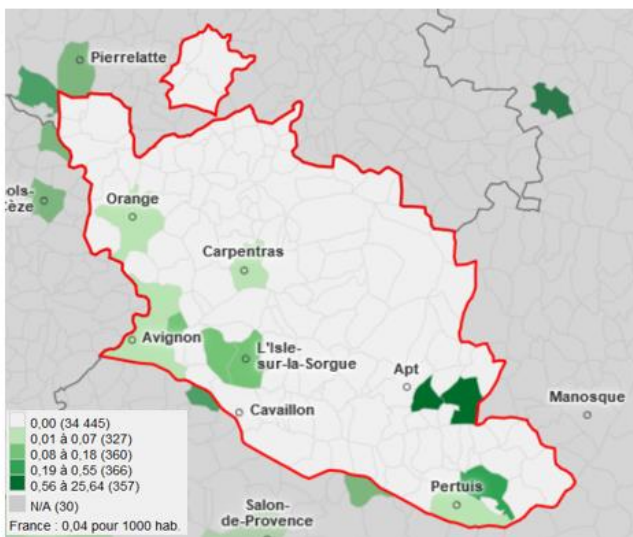 Pierrelatte
ols-
Cèze
Orange
Carpentras
Avignon
L'Isle-
sur-la-Sorgue
Apt
Manosque
Cavaillon
Pertuis
Salon-
de-Provence
0,00 (34 445)
0,01 à 0,07 (327)
0,08 à 0,18 (360)
0,19 à 0,55 (366)
0,56 à 25,64 (357)
N/A (30)
France : 0,04 pour 1000 hab.